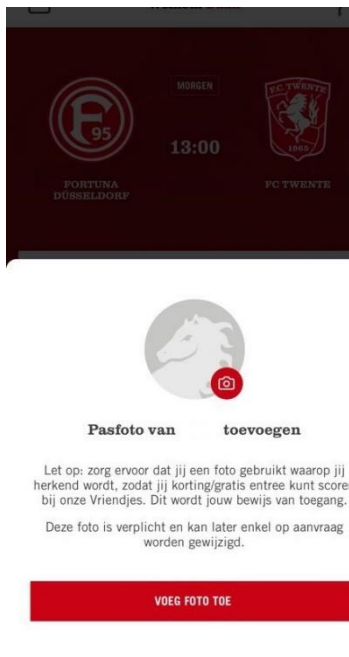 MORGEN
F
95
FC TWENTE
1965
13:00
FORTUNA
DÜSSELDORF
FC TWENTE
Pasfoto van toevoegen
Let op: zorg ervoor dat jij een foto gebruikt waarop jij
herkend wordt, zodat jij korting/gratis entree kunt score
bij onze Vriendjes. Dit wordt jouw bewijs van toegang.
Deze foto is verplicht en kan later enkel op aanvraag
worden gewijzigd.
VOEG FOTO TOE